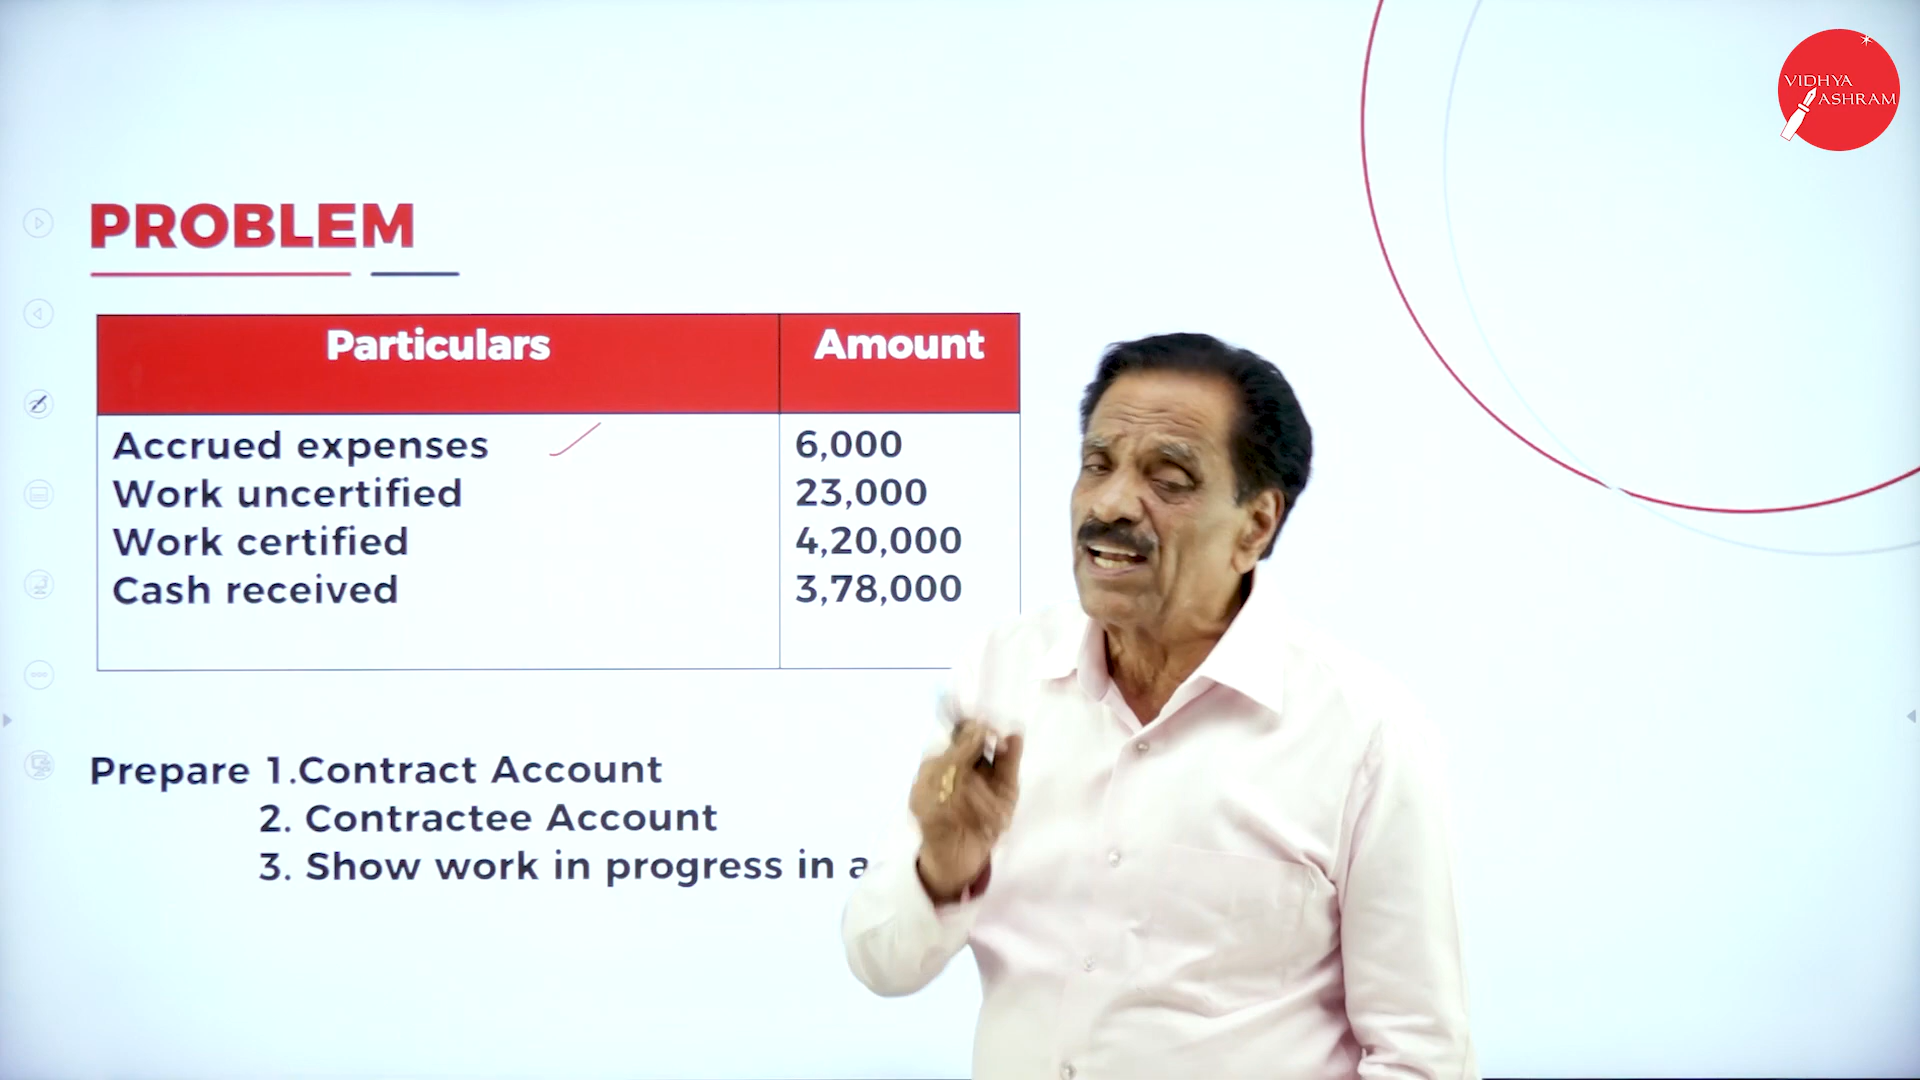 VIDHYA
ASHRAM
PROBLEM
Particulars Amount
Accrued expenses 6,000
Work uncertified 23,000
Work certified 4,20,000
Cash received 3,78,000
Prepare 1.Contract Account
2. Contractee Account
3. Show work in progress in a